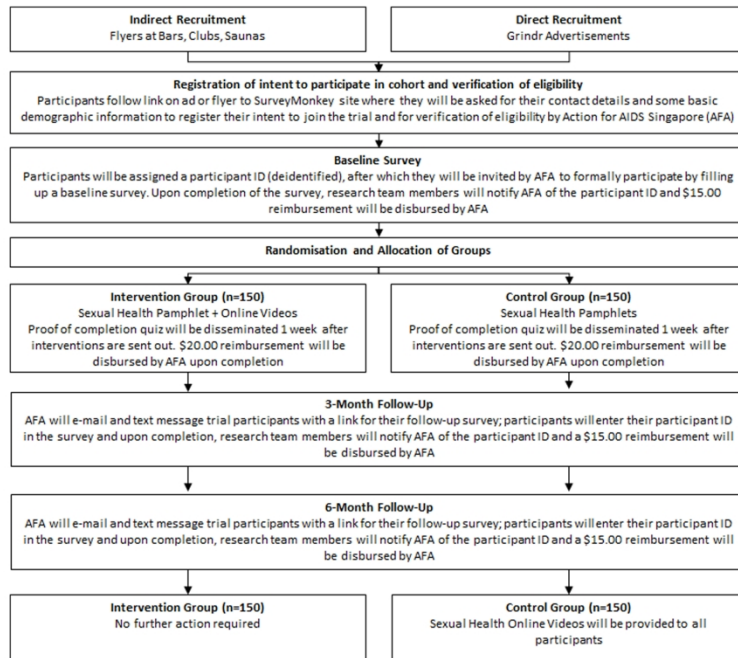 Indirect Recruitment
Flyers at Bars, Clubs, Saunas
Direct Recruitment
Grindr Advertisements
Registration of intent to participate in cohort and verification of eligibility
Participants follow link on ad or flyer to SurveyMonkey site where they will be asked for their contact details and some basic
demographic information to register their intent to join the trial and for verification of eligibility by Action for AIDS Singapore (AFA)
Baseline Survey
Participants will be assigned a participant ID (deidentified), after which they will be invited by AFA to formally participate by filling
up a baseline survey. Upon completion of the survey, research team members will notify AFA of the participant ID and $15.00
reimbursement will be disbursed by AFA
Randomisation and Allocation of Groups
Intervention Group (n=150)
Sexual Health Pamphlet + Online Videos
Proof of completion quiz will be disseminated 1 week after
interventions are sent out. $20.00 reimbursement will be
disbursed by AFA upon completion
Control Group (n=150)
Sexual Health Pamphlets
Proof of completion quiz will be disseminated 1 week after
interventions are sent out. $20.00 reimbursement will be
disbursed by AFA upon completion
3-Month Follow-Up
AFA will e-mail and text message trial participants with a link for their follow-up survey; participants will enter their participant ID
in the survey and upon completion, research team members will notify AFA of the participant ID and a $15.00 reimbursement will
be disbursed by AFA
6-Month Follow-Up
AFA will e-mail and text message trial participants with a link for their follow-up survey; participants will enter their participant ID
in the survey and upon completion, research team members will notify AFA of the participant ID and a $15.00 reimbursement will
be disbursed by AFA
Intervention Group (n=150)
No further action required
Control Group (n=150)
Sexual Health Online Videos will be provided to all
participants